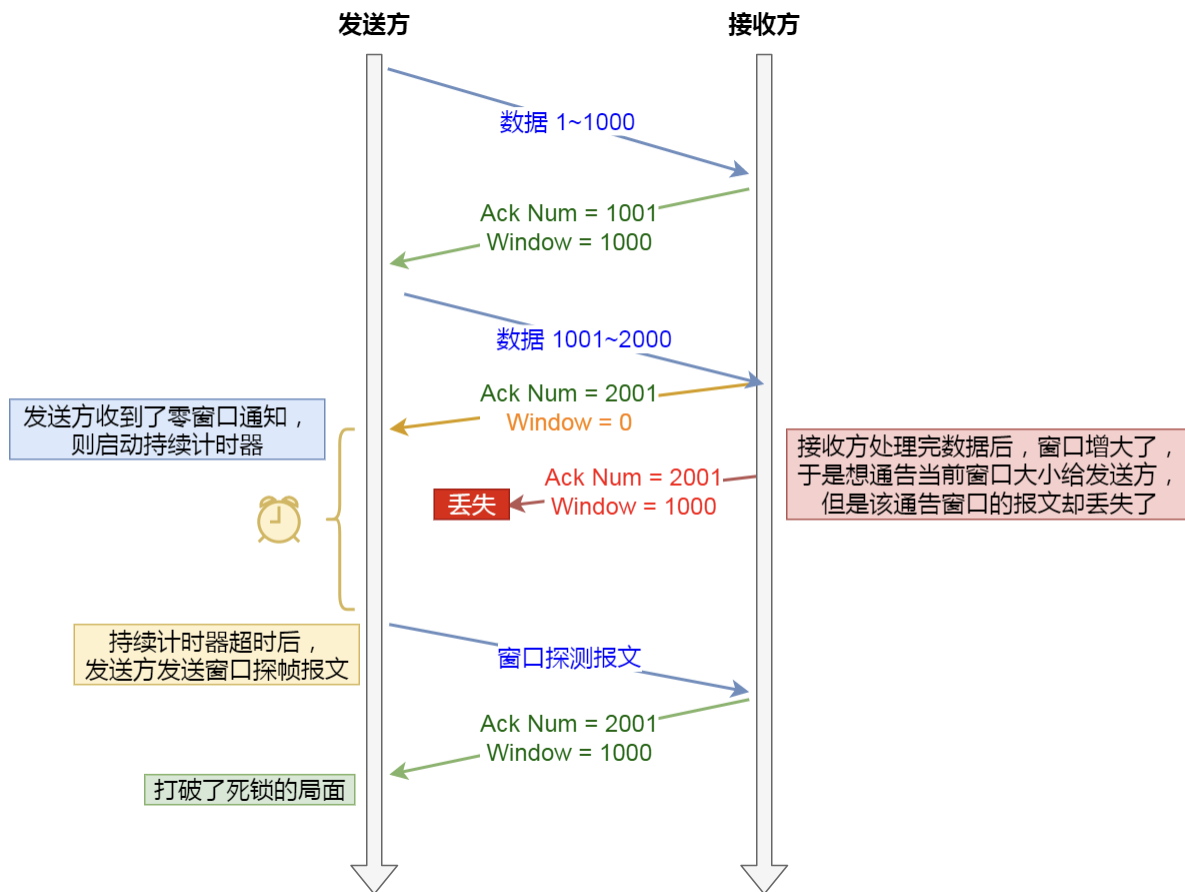 发送方
接收方
数据 1~1000
Ack Num = 1001
Window = 1000
数据 1001~2000
Ack Num = 2001
Window = 0
发送方收到了零窗口通知，
则启动持续计时器
接收方处理完数据后，窗口增大了，
于是想通告当前窗口大小给发送方，
但是该通告窗口的报文却丢失了
Ack Num = 2001
Window = 1000
丢失
持续计时器超时后，
发送方发送窗口探帧报文
窗口探测报文
Ack Num = 2001
Window = 1000
打破了死锁的局面